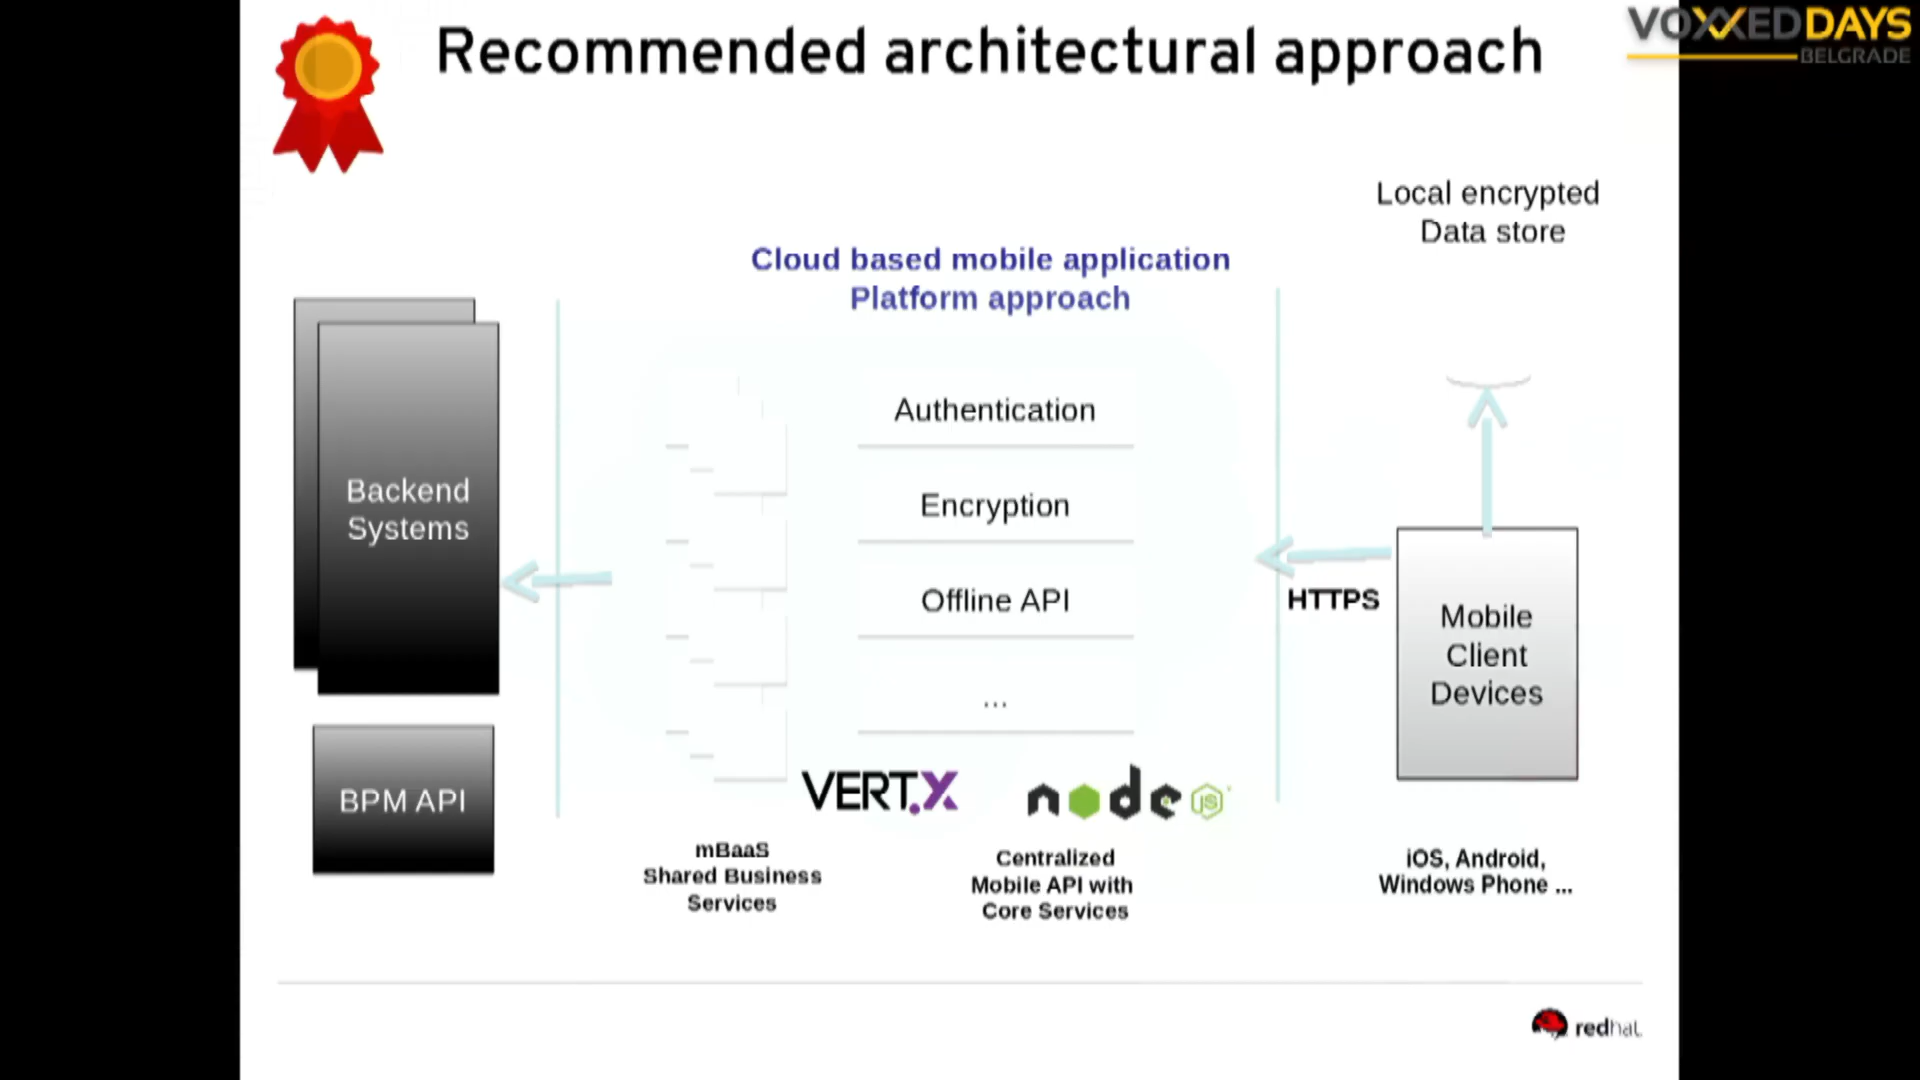 Recommended architectural approach
VOXXEDDAYS
BELGRADE
Local encrypted
Data store
Cloud based mobile application
Platform approach
Backend
Systems
BPM API
Authentication
Encryption
Offline API
...
HTTPS
Mobile
Client
Devices
VERT.X
node
JS
mBaaS
Shared Business
Services
Centralized
Mobile API with
Core Services
iOS, Android,
Windows Phone ...
redhat